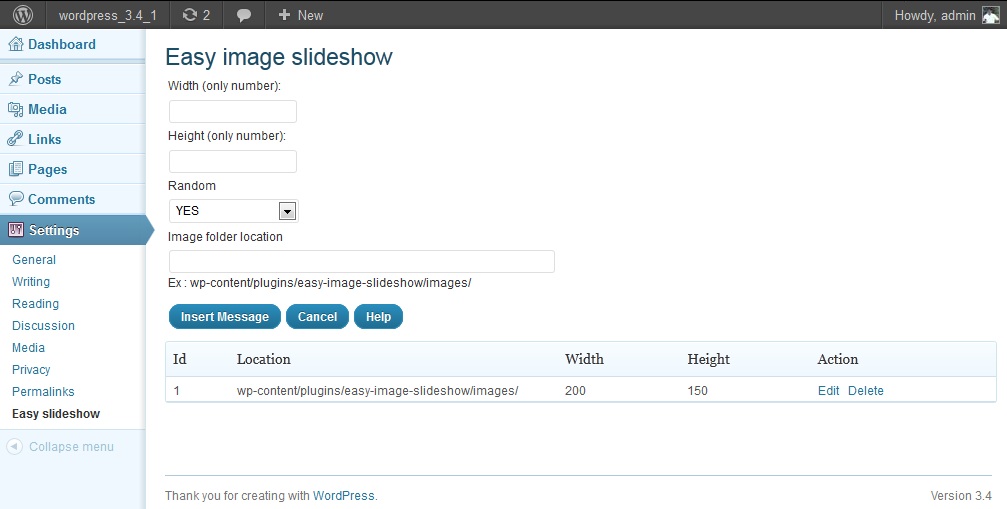 wordpress_3.4_1 2 New Howdy, admin
Dashboard
Posts
Media
Links
Pages
Comments
Settings
General
Writing
Reading
Discussion
Media
Privacy
Permalinks
Easy slideshow
Collapse menu
Easy image slideshow
Width (only number):
Height (only number):
Random
YES
Image folder location
Ex : wp-content/plugins/easy-image-slideshow/images/
Insert Message Cancel Help
Id Location Width Height Action
1 wp-content/plugins/easy-image-slideshow/images/ 200 150 Edit Delete
Thank you for creating with WordPress. Version 3.4